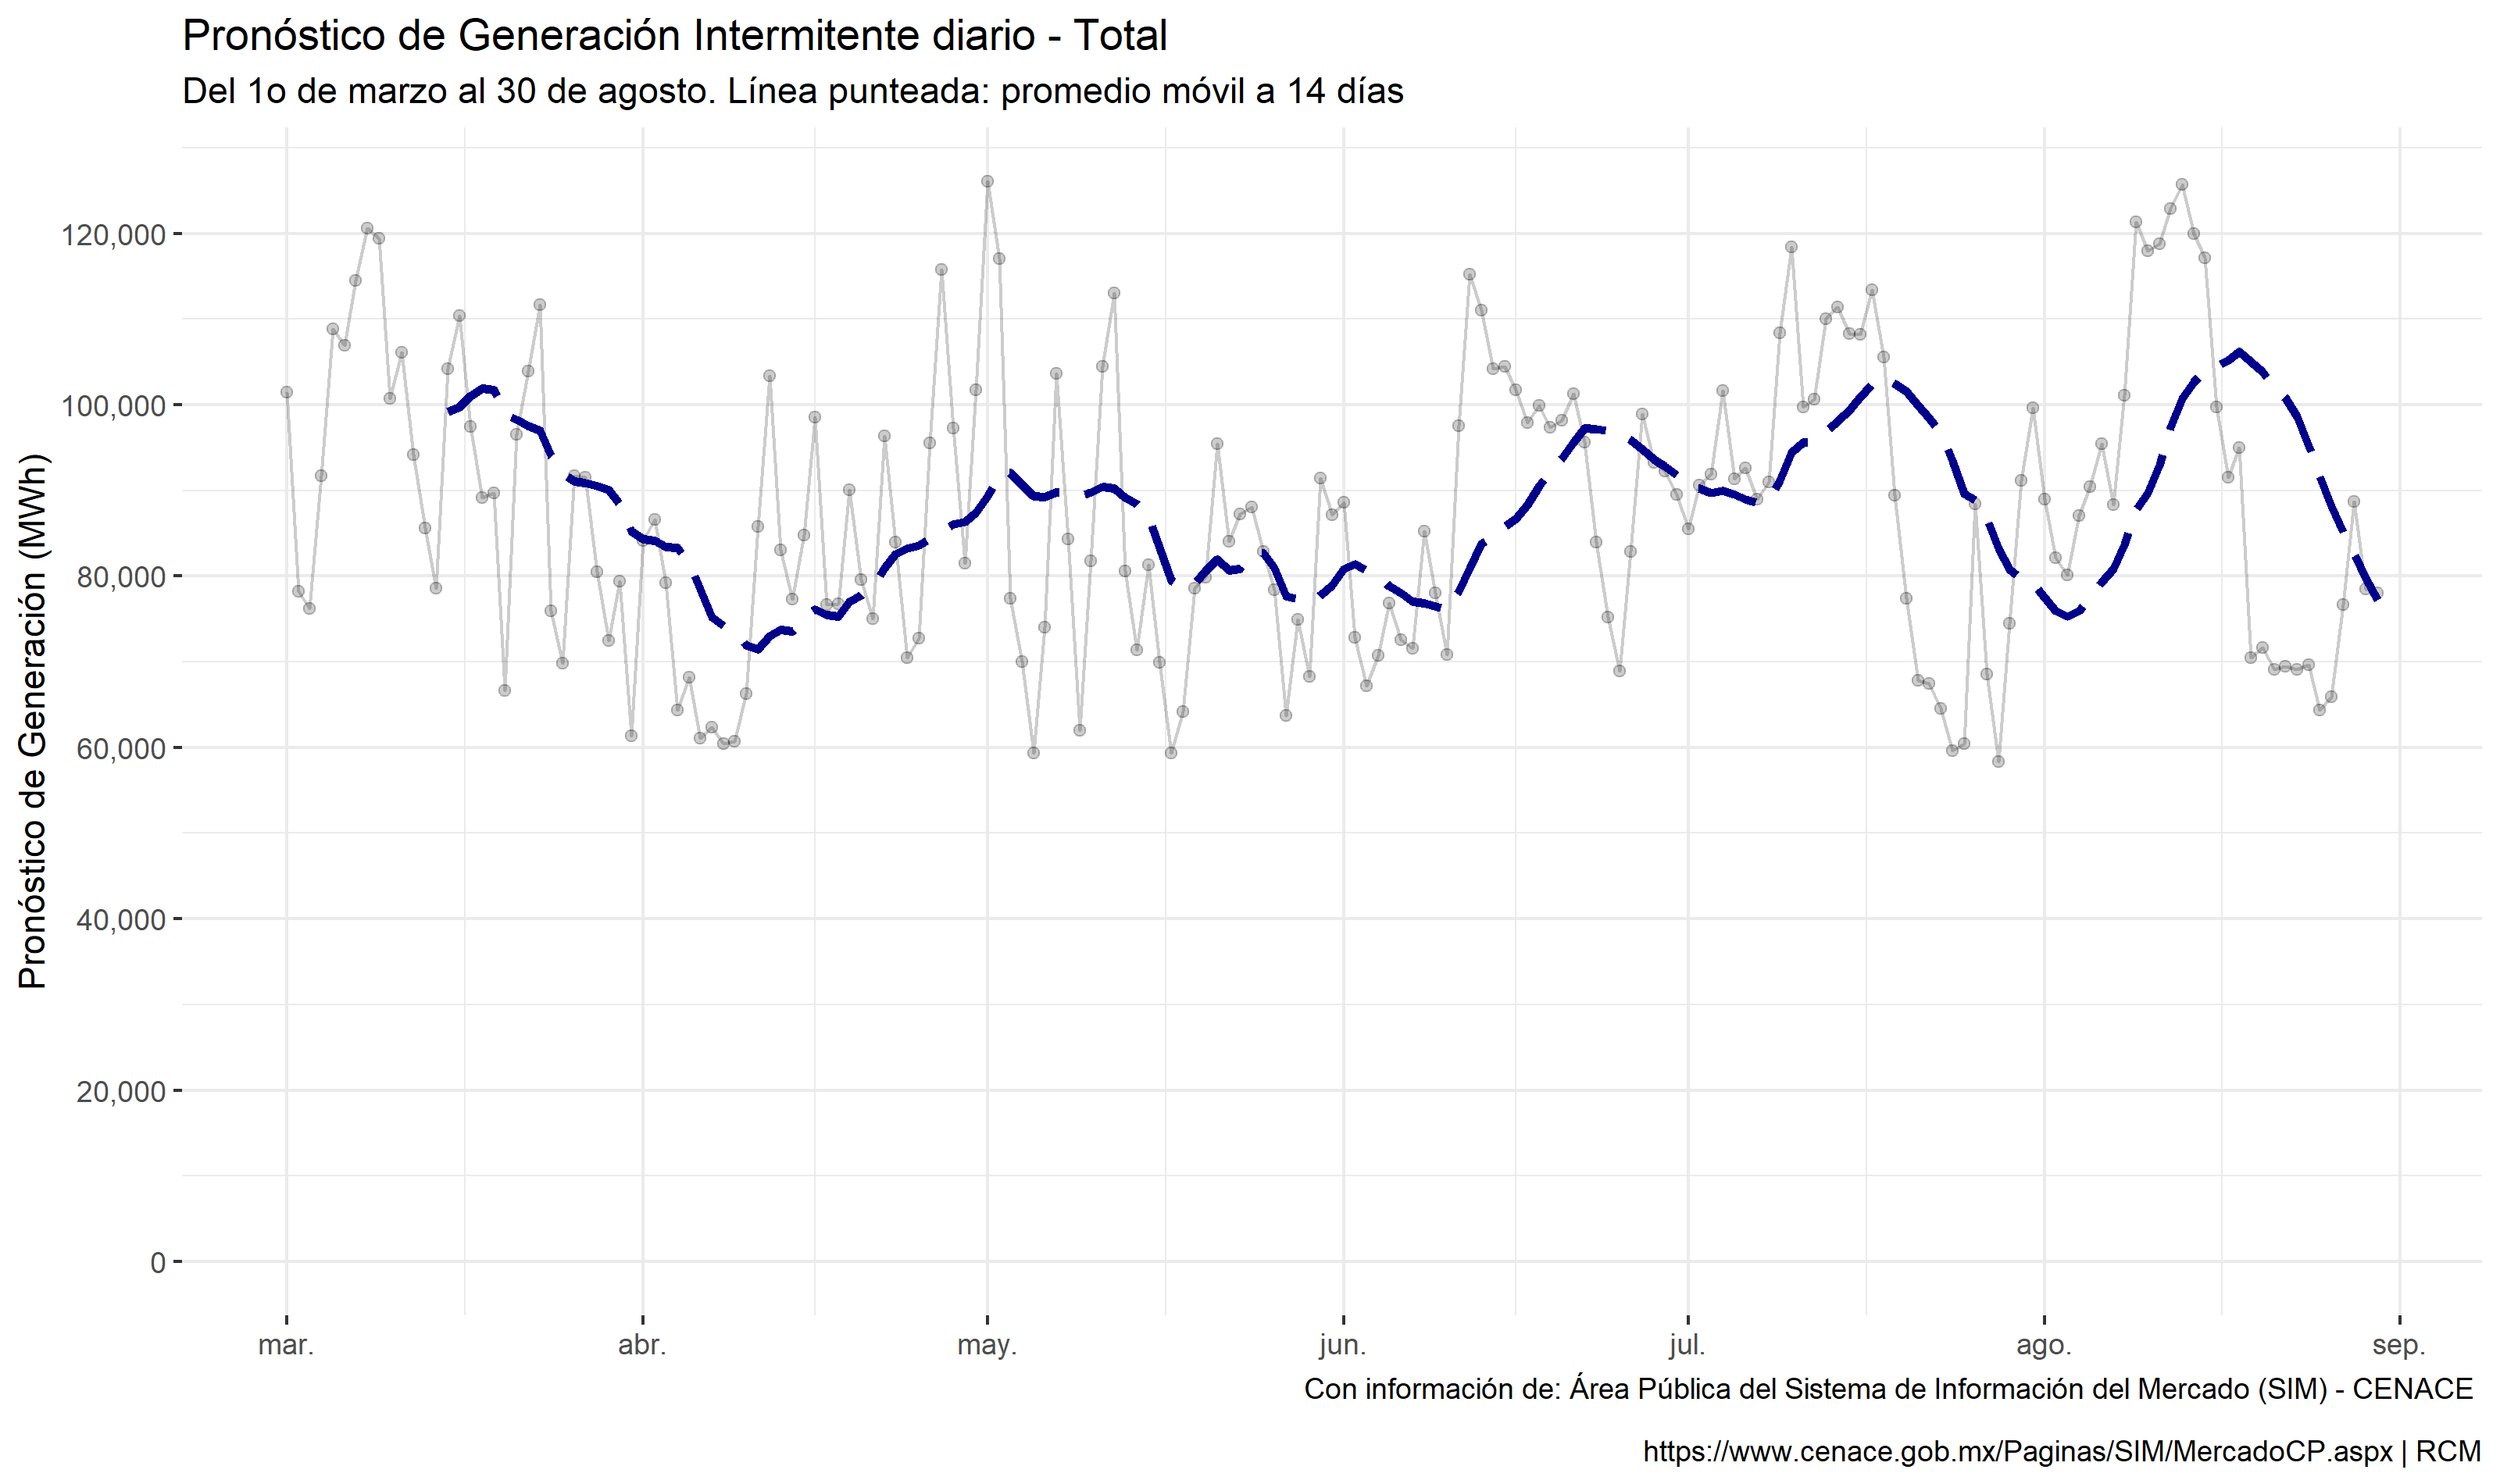 Pronóstico de Generación Intermitente diario - Total
Del 1o de marzo al 30 de agosto. Línea punteada: promedio móvil a 14 días
Pronóstico de Generación (MWh)
120,000
100,000
80,000
60,000
40,000
20,000
0
mar.
abr.
may.
jun.
jul.
ago.
sep.
Con información de: Área Pública del Sistema de Información del Mercado (SIM) - CENACE
https://www.cenace.gob.mx/Paginas/SIM/MercadoCP.aspx | RCM